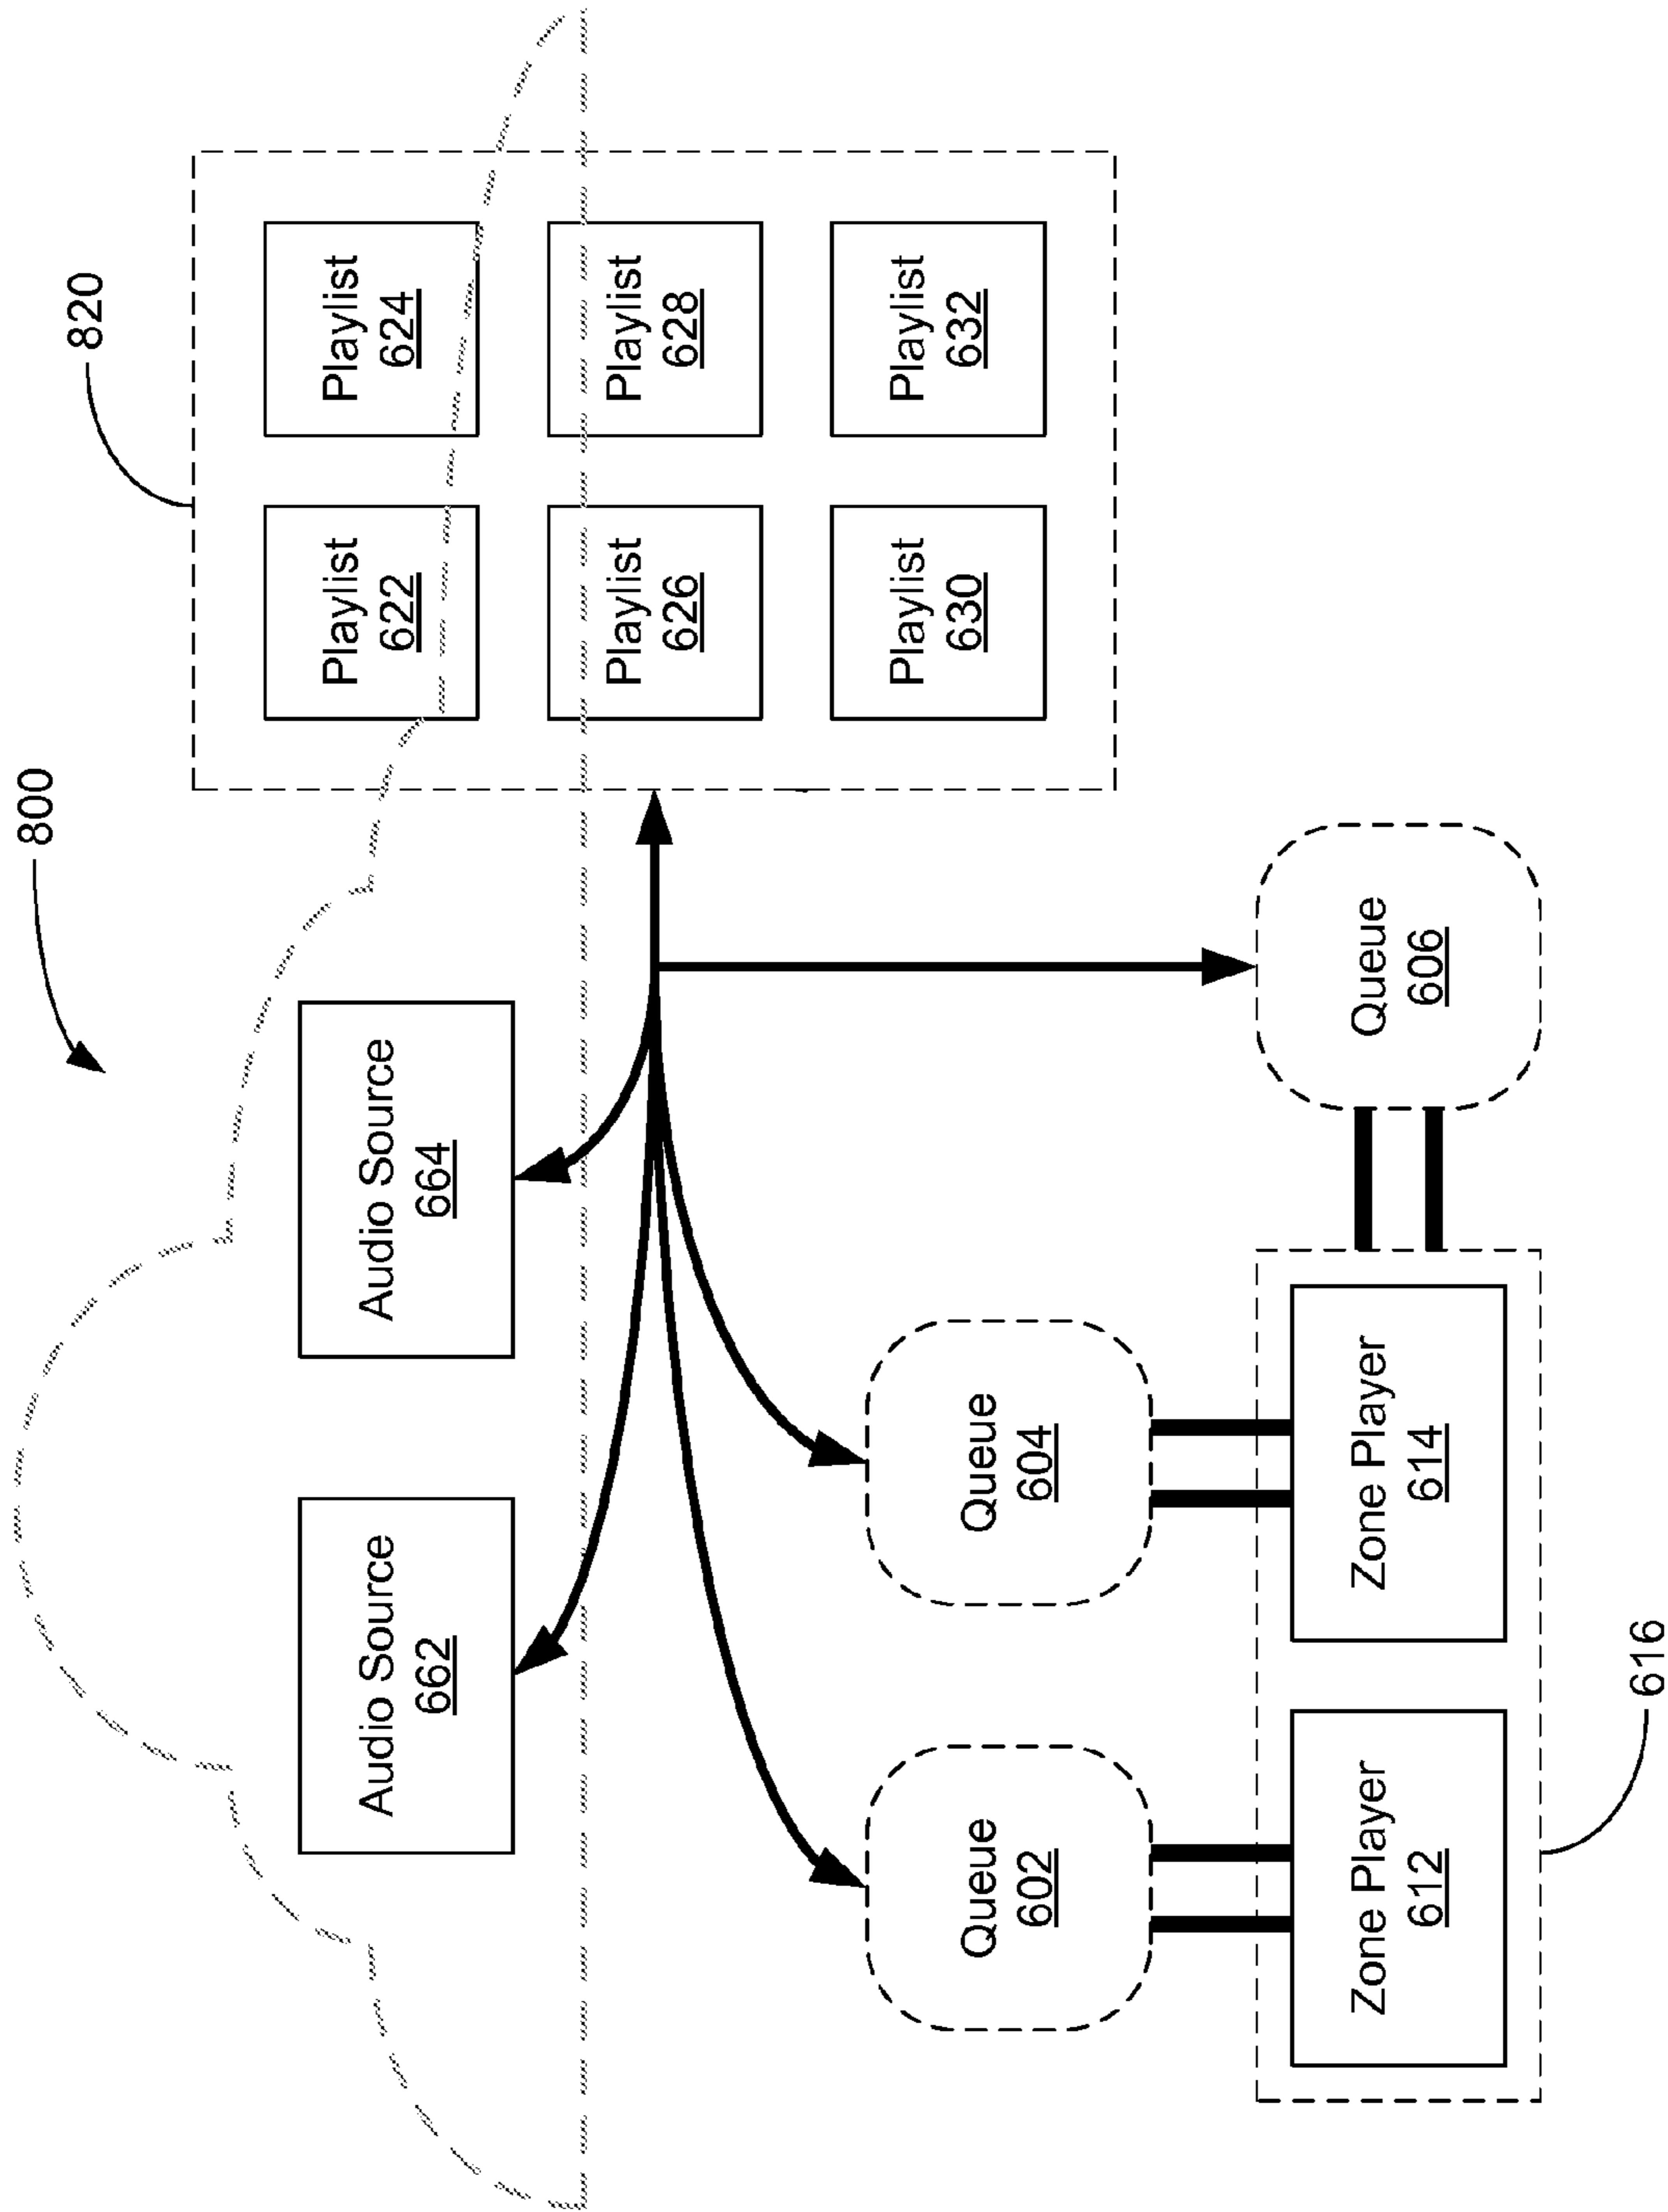 800
820
Audio Source
662
Audio Source
664
Playlist
622
Playlist
624
Playlist
626
Playlist
628
Playlist
630
Playlist
632
Queue
602
Queue
604
Queue
606
Zone Player
612
Zone Player
614
616